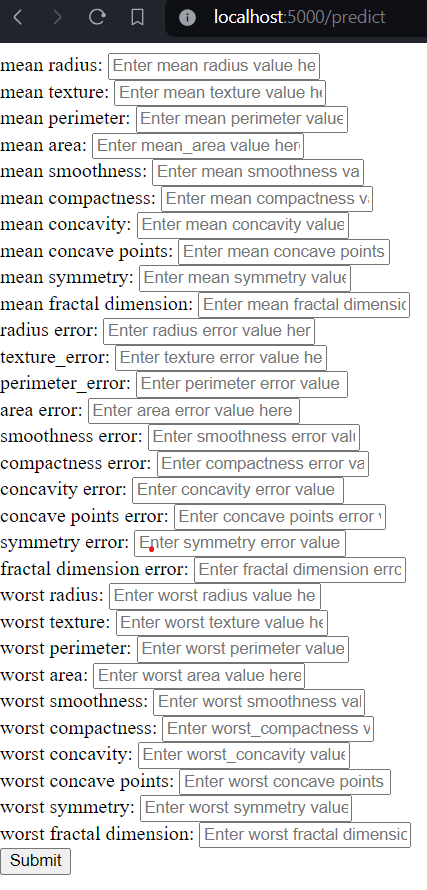 localhost:5000/predict
mean radius: Enter mean radius value he
mean texture: Enter mean texture value he
mean perimeter: Enter mean perimeter value
mean area: Enter mean_area value her
mean smoothness: Enter mean smoothness va
mean compactness: Enter mean compactness v
mean concavity: Enter mean concavity value
mean concave points: Enter mean concave points
mean symmetry: Enter mean symmetry value
mean fractal dimension: Enter mean fractal dimensio
radius error: Enter radius error value her
texture_error: Enter texture error value he
perimeter_error: Enter perimeter error value
area error: Enter area error value here
smoothness error: Enter smoothness error val
compactness error: Enter compactness error va
concavity error: Enter concavity error value
concave points error: Enter concave points error v
symmetry error: Enter symmetry error value
fractal dimension error: Enter fractal dimension erro
worst radius: Enter worst radius value he
worst texture: Enter worst texture value he
worst perimeter: Enter worst perimeter value
worst area: Enter worst area value here
worst smoothness: Enter worst smoothness val
worst compactness: Enter worst_compactness v
worst concavity: Enter worst_concavity value
worst concave points: Enter worst concave points
worst symmetry: Enter worst symmetry value
worst fractal dimension: Enter worst fractal dimensio
Submit